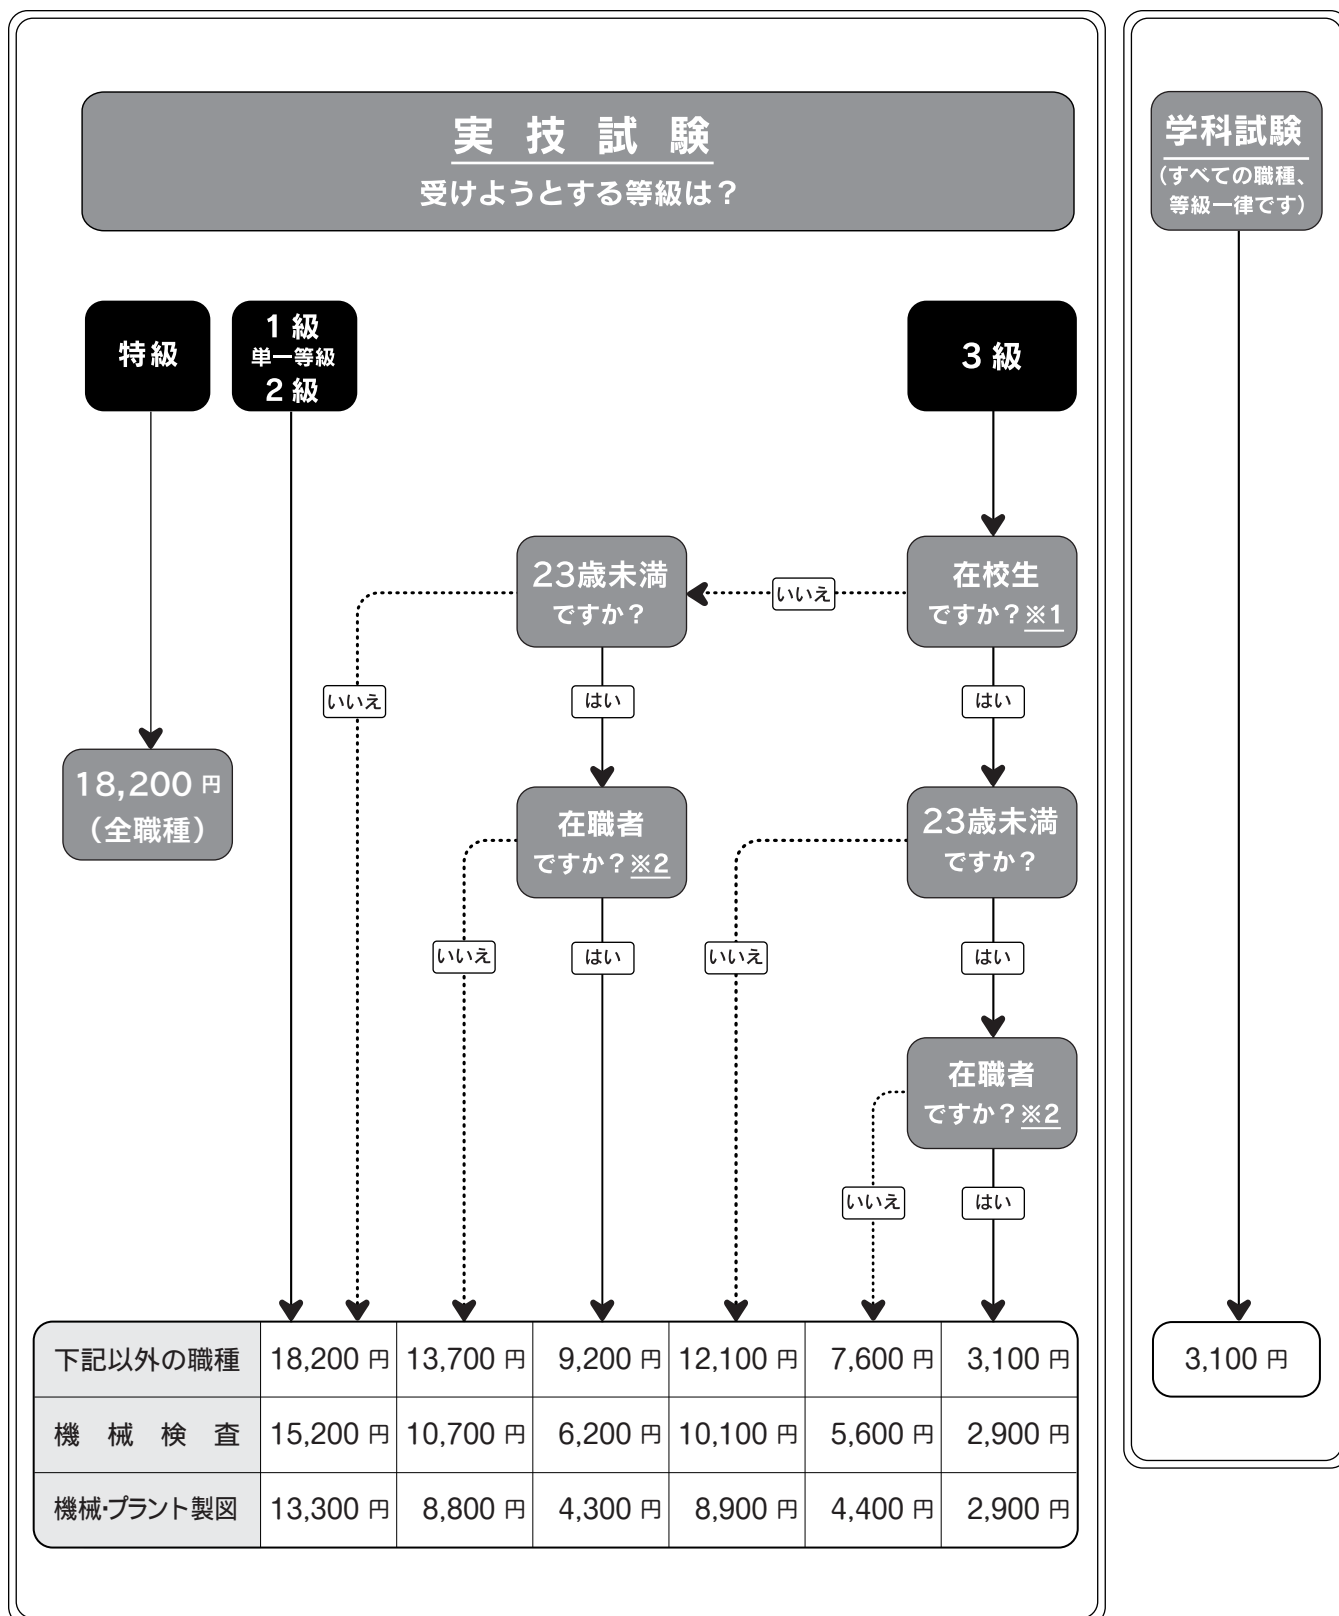 実技試験
受けようとする等級は？
学科試験
（すべての職種、
等級一律です）
特級
1級
単一等級
2級
3級
23歳未満
ですか？
いいえ
在校生
ですか？※1
いいえ
はい
はい
18,200 円
（全職種）
在職者
ですか？※2
23歳未満
ですか？
いいえ
はい
いいえ
はい
在職者
ですか？※2
いいえ
はい
下記以外の職種 18,200 円 13,700 円 9,200 円 12,100 円 7,600 円 3,100 円
機械検査 15,200 円 10,700 円 6,200 円 10,100 円 5,600 円 2,900 円
機械・プラント製図 13,300 円 8,800 円 4,300 円 8,900 円 4,400 円 2,900 円
3,100 円